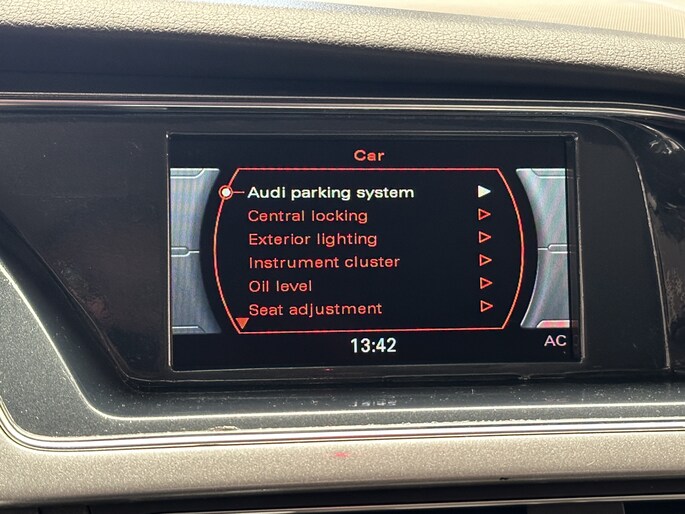 Car
Audi parking system
Central locking
Exterior lighting
Instrument cluster
Oil level
Seat adjustment
13:42
AC